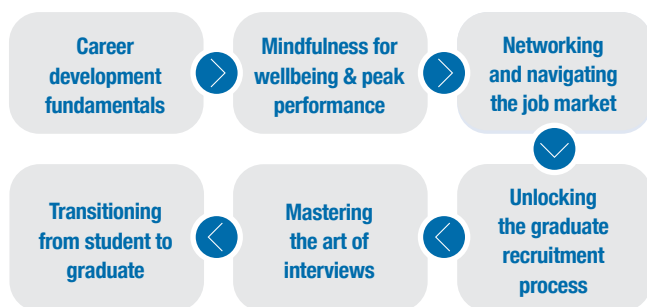 Career
development
fundamentals
Mindfulness for
wellbeing & peak
performance
Networking
and navigating
the job market
Unlocking
the graduate
recruitment
process
Mastering
the art of
interviews
Transitioning
from student to
graduate